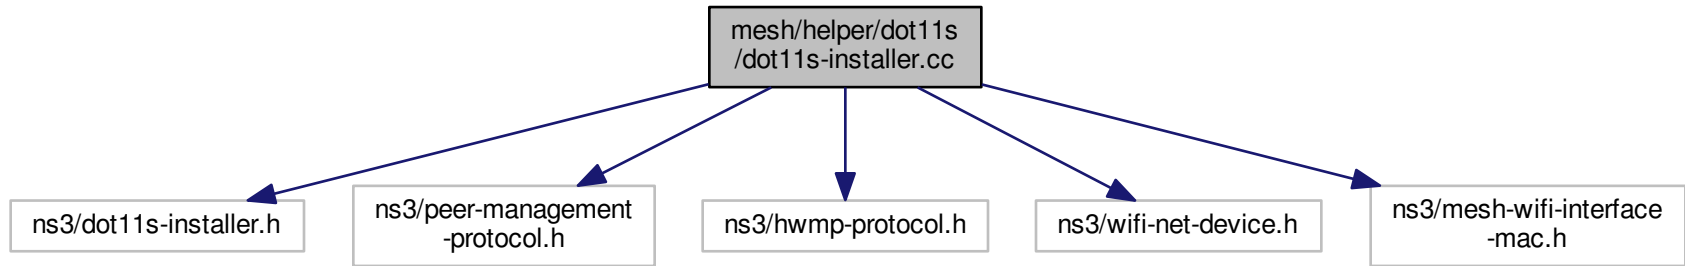 mesh/helper/dot11s
/dot11s-installer.cc
ns3/dot11s-installer.h
ns3/peer-management
-protocol.h
ns3/hwmp-protocol.h
ns3/wifi-net-device.h
ns3/mesh-wifi-interface
-mac.h